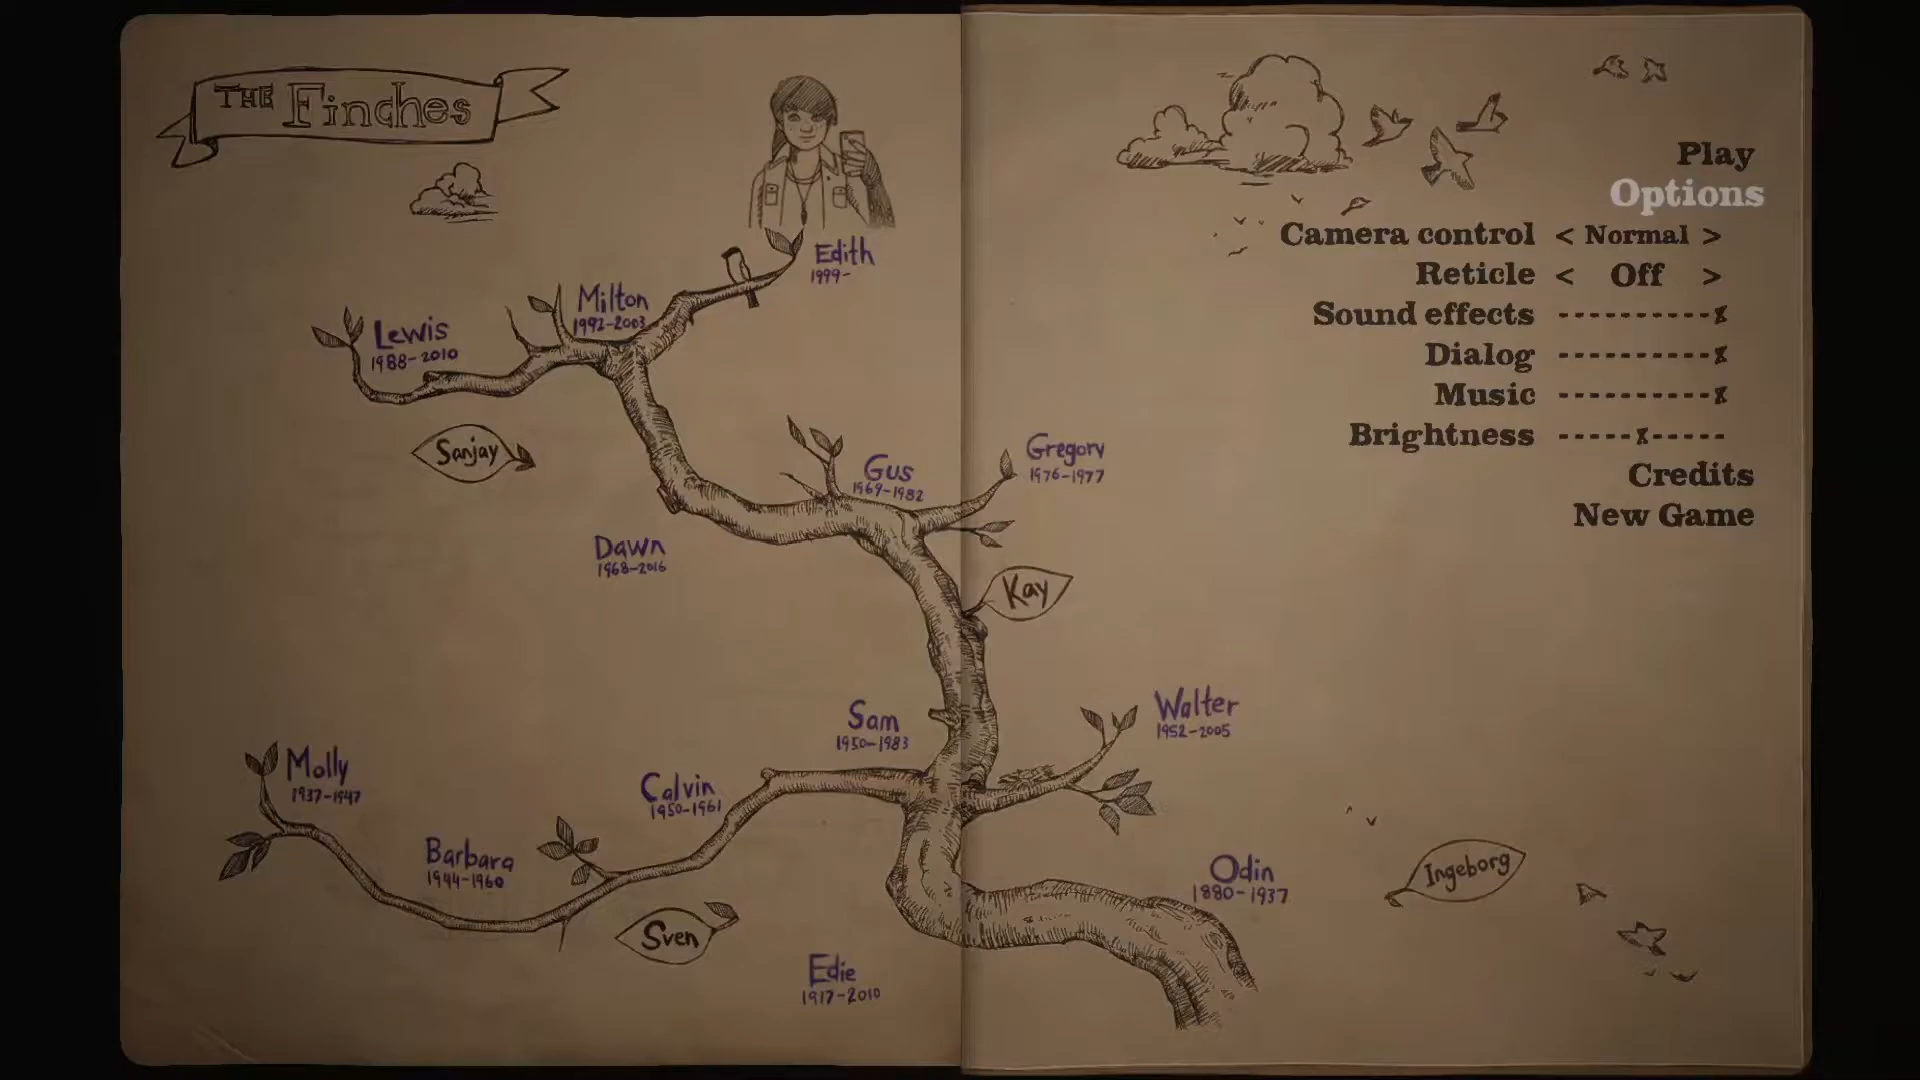 THE Finches
Edith
1999-
Milton
1992-2003
Lewis
1988-2010
Sanjay
Gus
1969-1982
Gregory
1976-1977
Dawn
1968-2016
Kay
Sam
1950-1983
Walter
1952-2005
Molly
1937-1947
Calvin
1950-1961
Barbara
1944-1960
Sven
Odin
1880-1937
Ingeborg
Edie
1917-2010
Play
Options
Camera control < Normal >
Reticle < Off >
Sound effects
Dialog
Music
Brightness
Credits
New Game